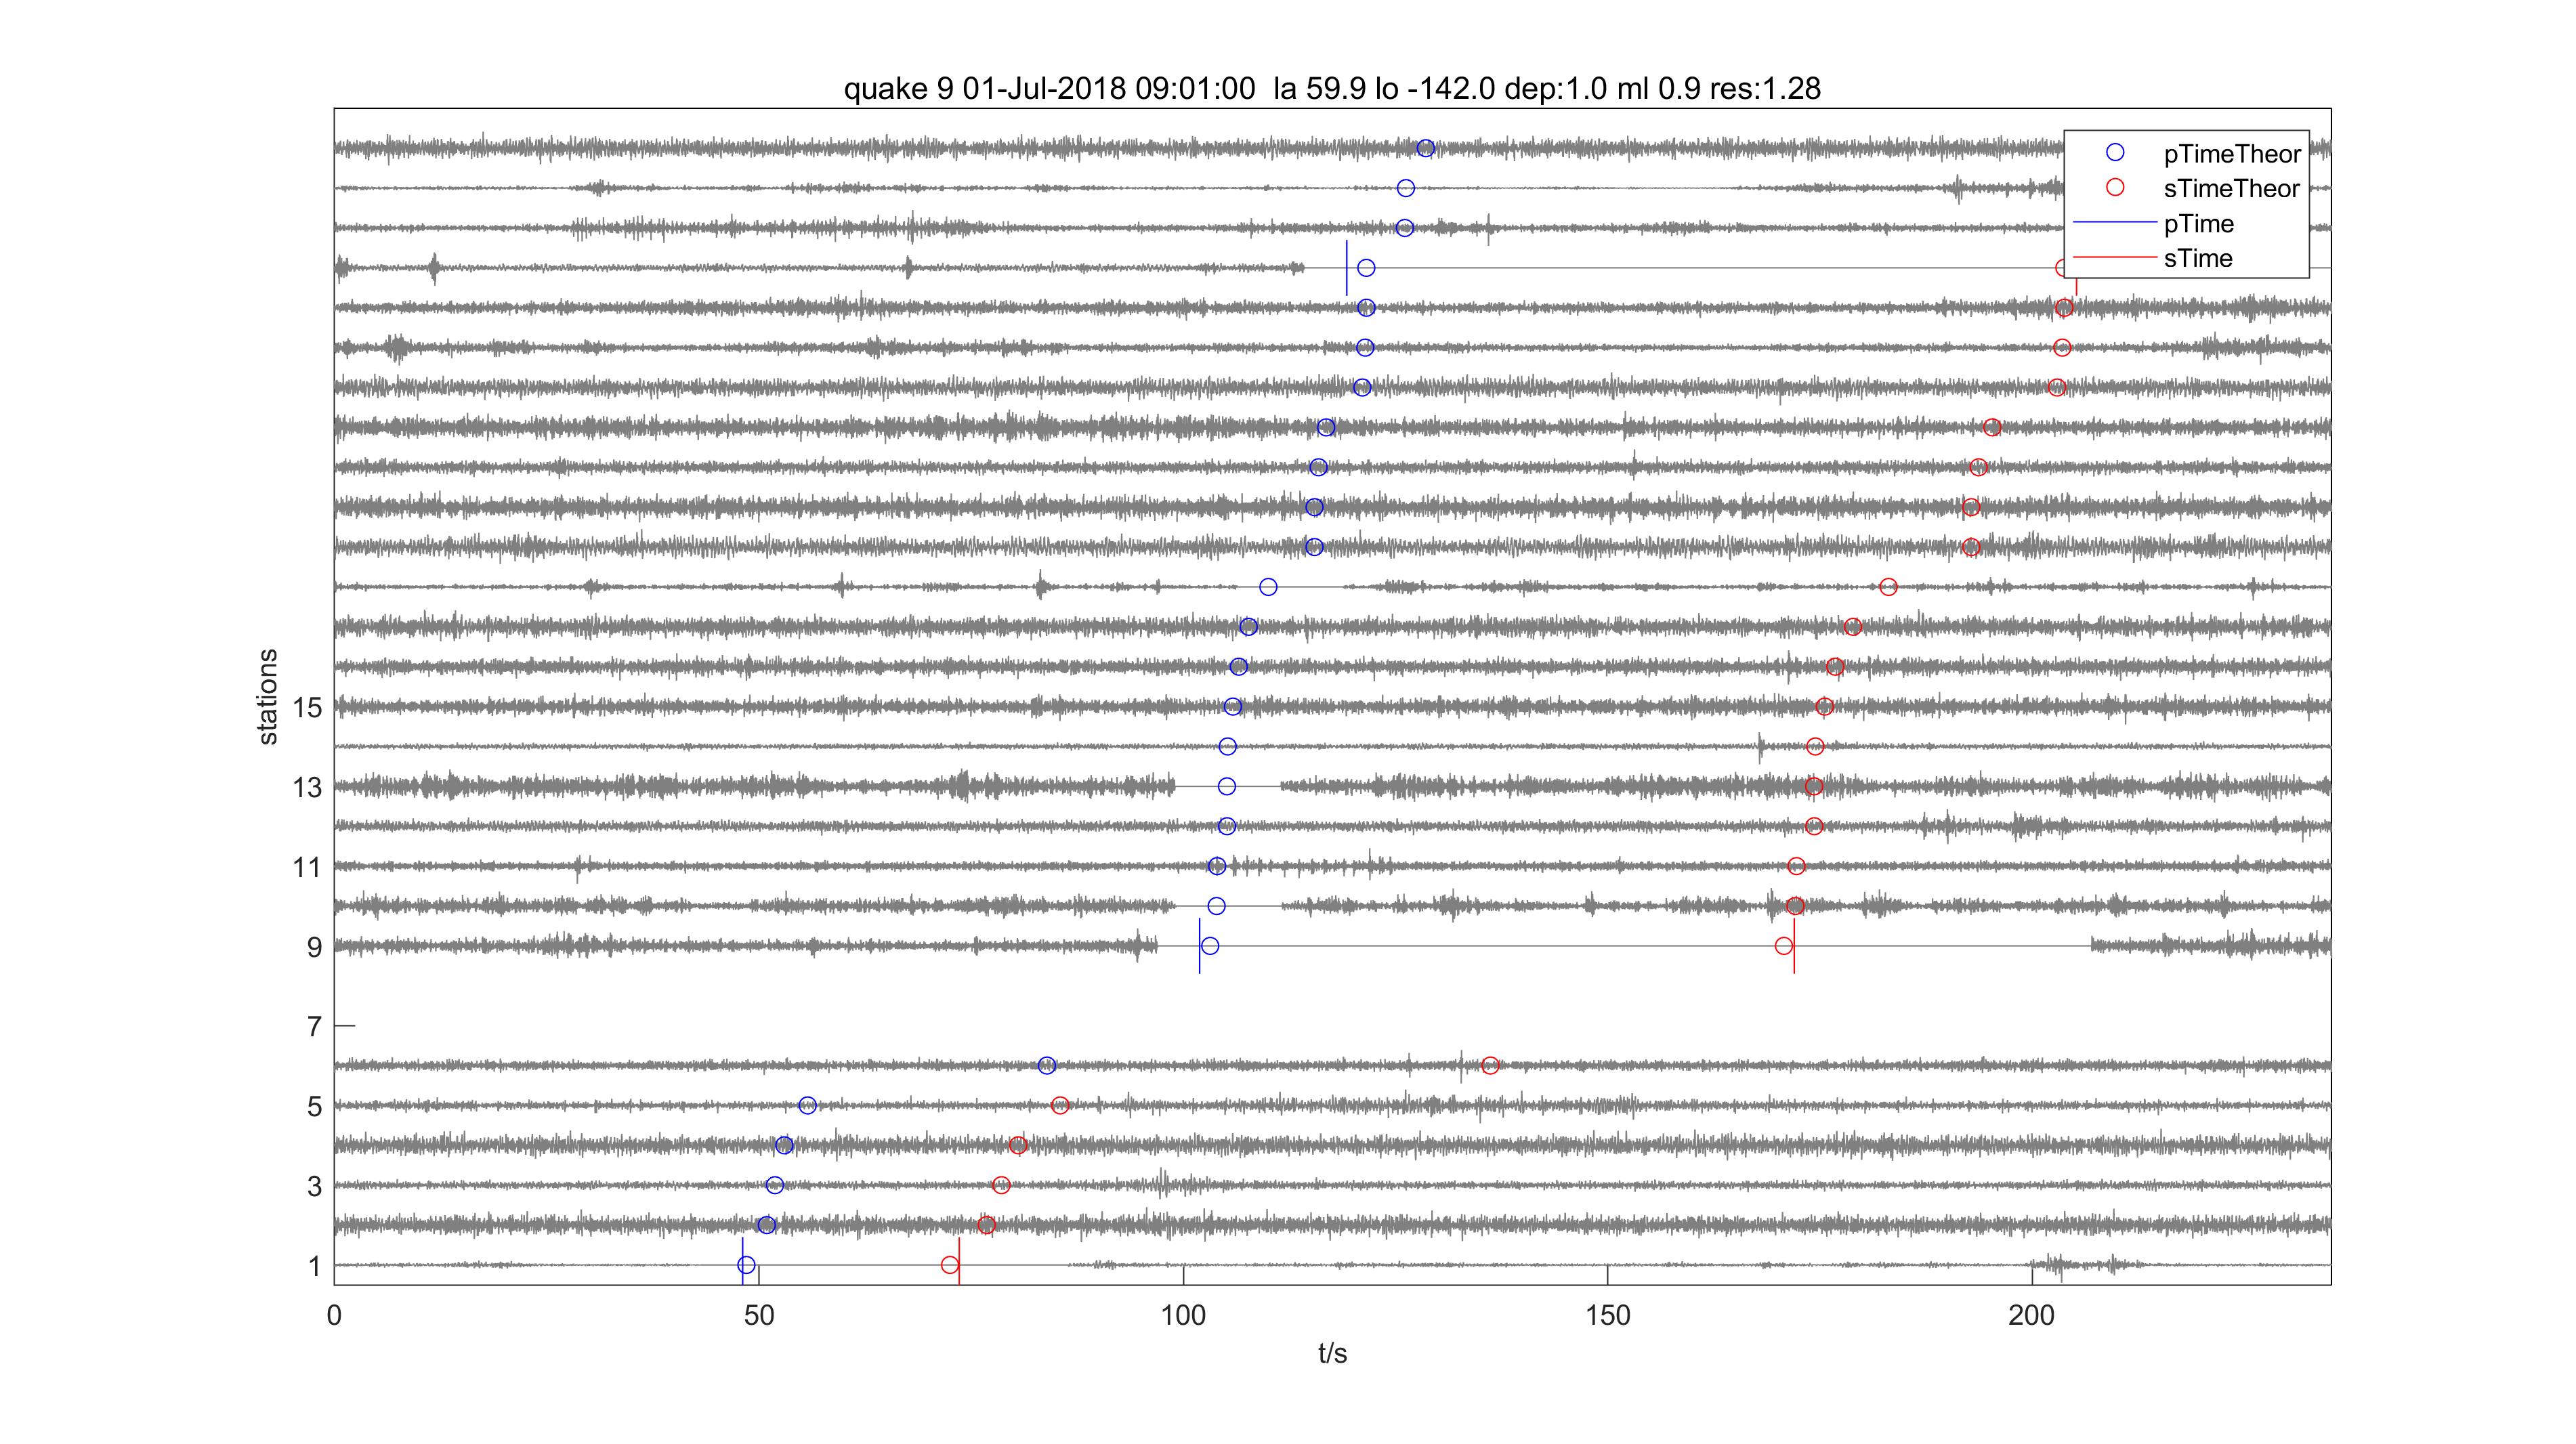 quake 9 01-Jul-2018 09:01:00  la 59.9 lo -142.0 dep:1.0 ml 0.9 res:1.28
pTimeTheor
sTimeTheor
pTime
sTime
stations
15
13
11
9
7
5
3
1
0 50 100 150 200
t/s